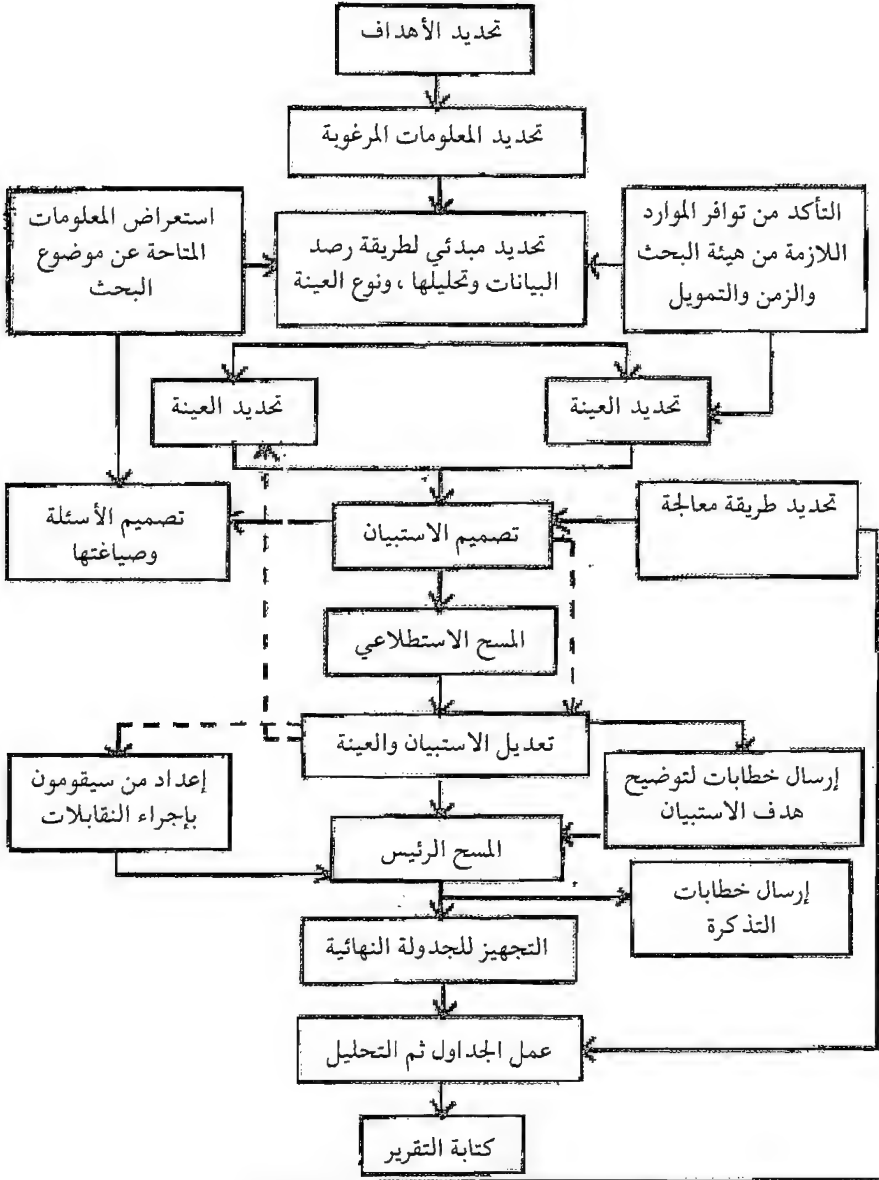 تحديد الأهداف
تحديد المعلومات المرغوبة
التأكد من توافر الموارد
اللازمة من هيئة البحث
والزمن والتمويل
تحديد مبدئي لطريقة رصد
البيانات وتحليلها ، ونوع العينة
استعراض المعلومات
المتاحة عن موضوع
البحث
تحديد العينة
تحديد العينة
تحديد طريقة معالجة
تصميم الاستبيان
تصميم الأسئلة
وصياغتها
المسح الاستطلاعي
تعديل الاستبيان والعينة
إرسال خطابات لتوضيح
هدف الاستبيان
إعداد من سيقومون
بإجراء النقابلات
المسح الرئيس
إرسال خطابات
التذكرة
التجهيز للجدولة النهائية
عمل الجداول ثم التحليل
كتابة التقرير